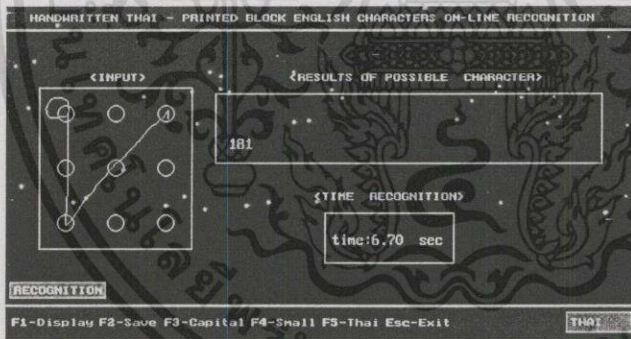 HANDWRITTEN THAI - PRINTED BLOCK ENGLISH CHARACTERS ON-LINE RECOGNITION
<INPUT>
<RESULTS OF POSSIBLE CHARACTER>
181
<TIME RECOGNITION>
time:6.70 sec
RECOGNITION
F1-Display F2-Save F3-Capital F4-Small F5-Thai Esc-Exit
THAI